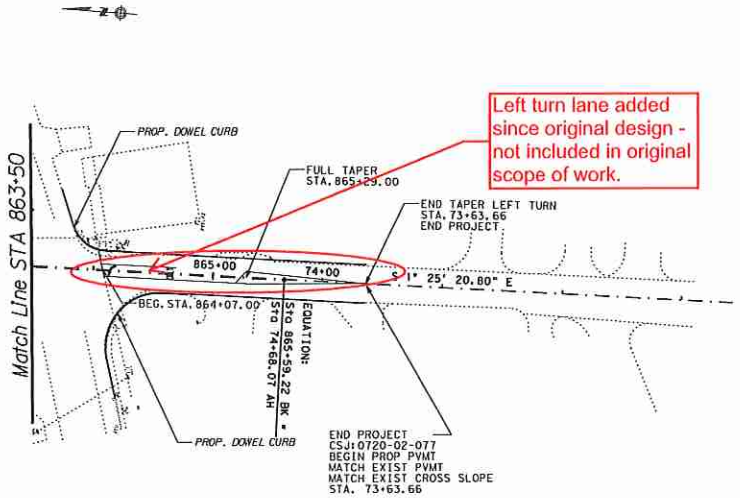 Left turn lane added
since original design -
not included in original
scope of work.
PROP. DOWEL CURB
FULL TAPER
STA. 865+29.00
END TAPER LEFT TURN
STA. 73+63.66
END PROJECT
Match Line STA 863+50
865+00
74+00
S 1° 25' 20.80" E
BEG. STA. 864+07.00
EQUATION:
Sta 865+59.22 BK =
Sta 74+68.07 AH
PROP. DOWEL CURB
END PROJECT
CSJ:0720-02-077
BEGIN PROP PVMT
MATCH EXIST PVMT
MATCH EXIST CROSS SLOPE
STA. 73+63.66